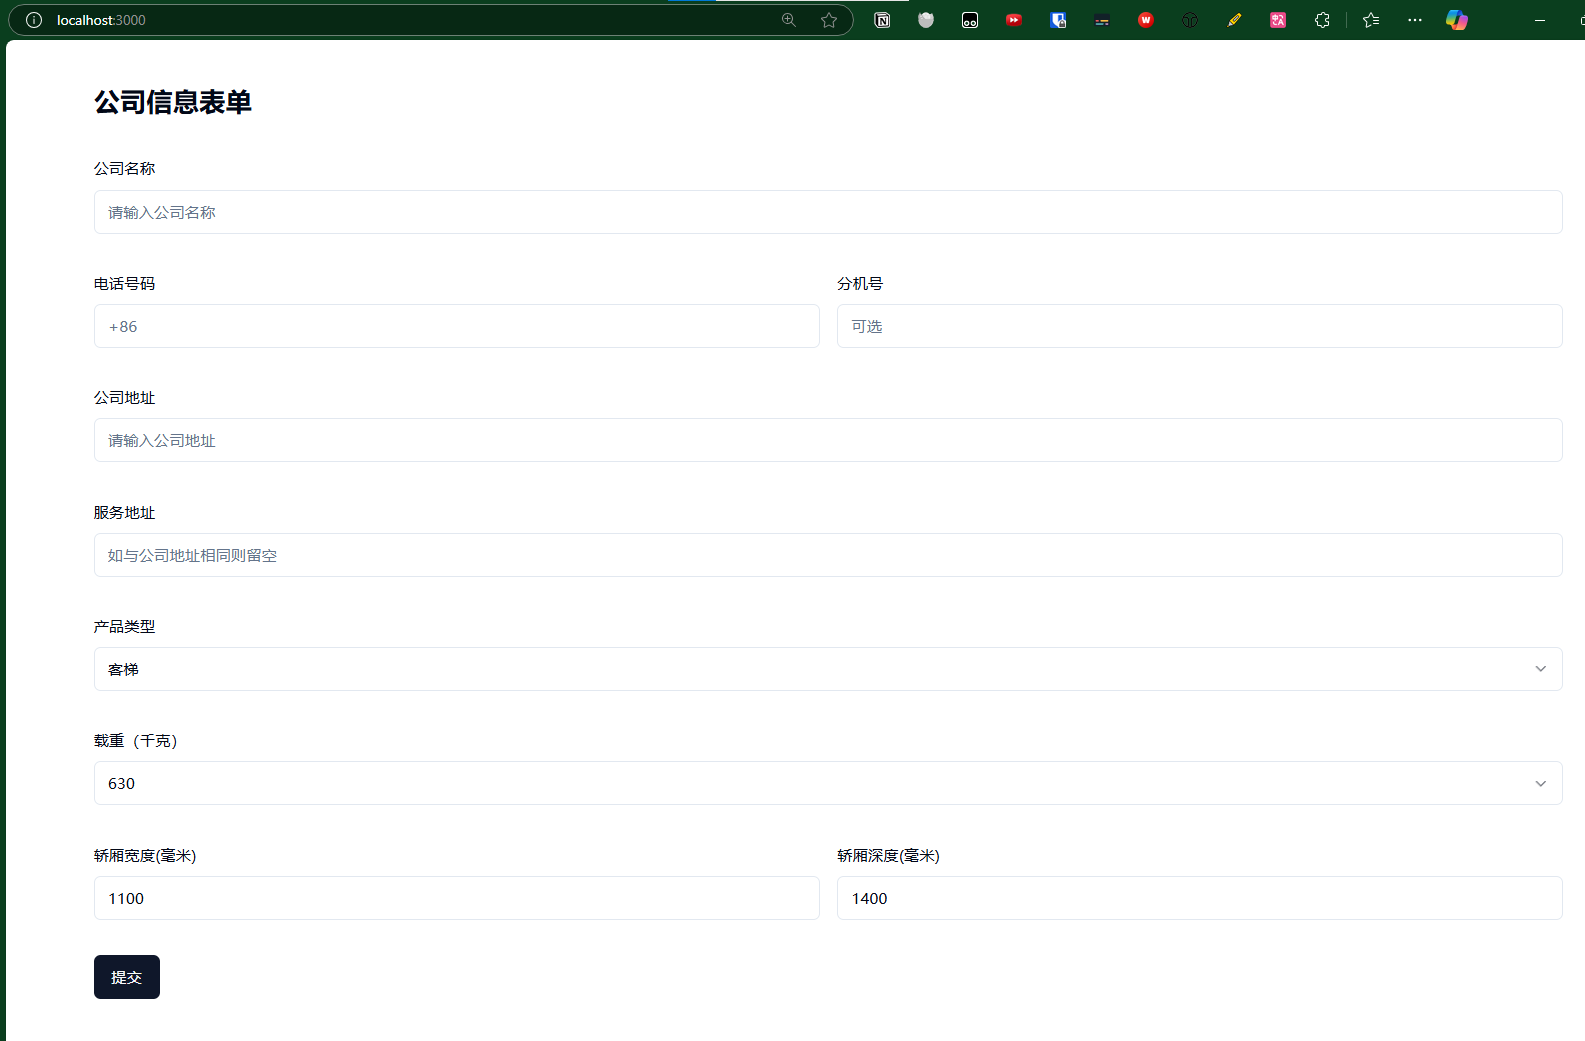 localhost:3000
公司信息表单
公司名称
请输入公司名称
电话号码 分机号
+86 可选
公司地址
请输入公司地址
服务地址
如与公司地址相同则留空
产品类型
客梯
载重（千克）
630
轿厢宽度(毫米) 轿厢深度(毫米)
1100 1400
提交